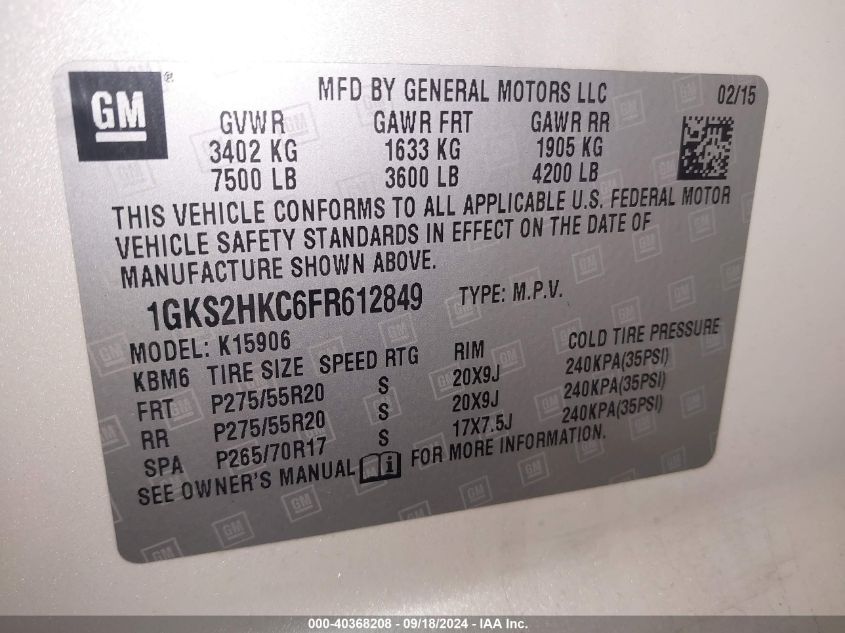 GM ®
MFD BY GENERAL MOTORS LLC 02/15
GVWR GAWR FRT GAWR RR
3402 KG 1633 KG 1905 KG
7500 LB 3600 LB 4200 LB
THIS VEHICLE CONFORMS TO ALL APPLICABLE U.S. FEDERAL MOTOR
VEHICLE SAFETY STANDARDS IN EFFECT ON THE DATE OF
MANUFACTURE SHOWN ABOVE.
1GKS2HKC6FR612849 TYPE: M.P.V.
MODEL: K15906
KBM6 TIRE SIZE SPEED RTG RIM COLD TIRE PRESSURE
FRT P275/55R20 S 20X9J 240KPA(35PSI)
RR P275/55R20 S 20X9J 240KPA(35PSI)
SPA P265/70R17 S 17X7.5J 240KPA(35PSI)
SEE OWNER'S MANUAL FOR MORE INFORMATION.
000-40368208 - 09/18/2024 - IAA Inc.